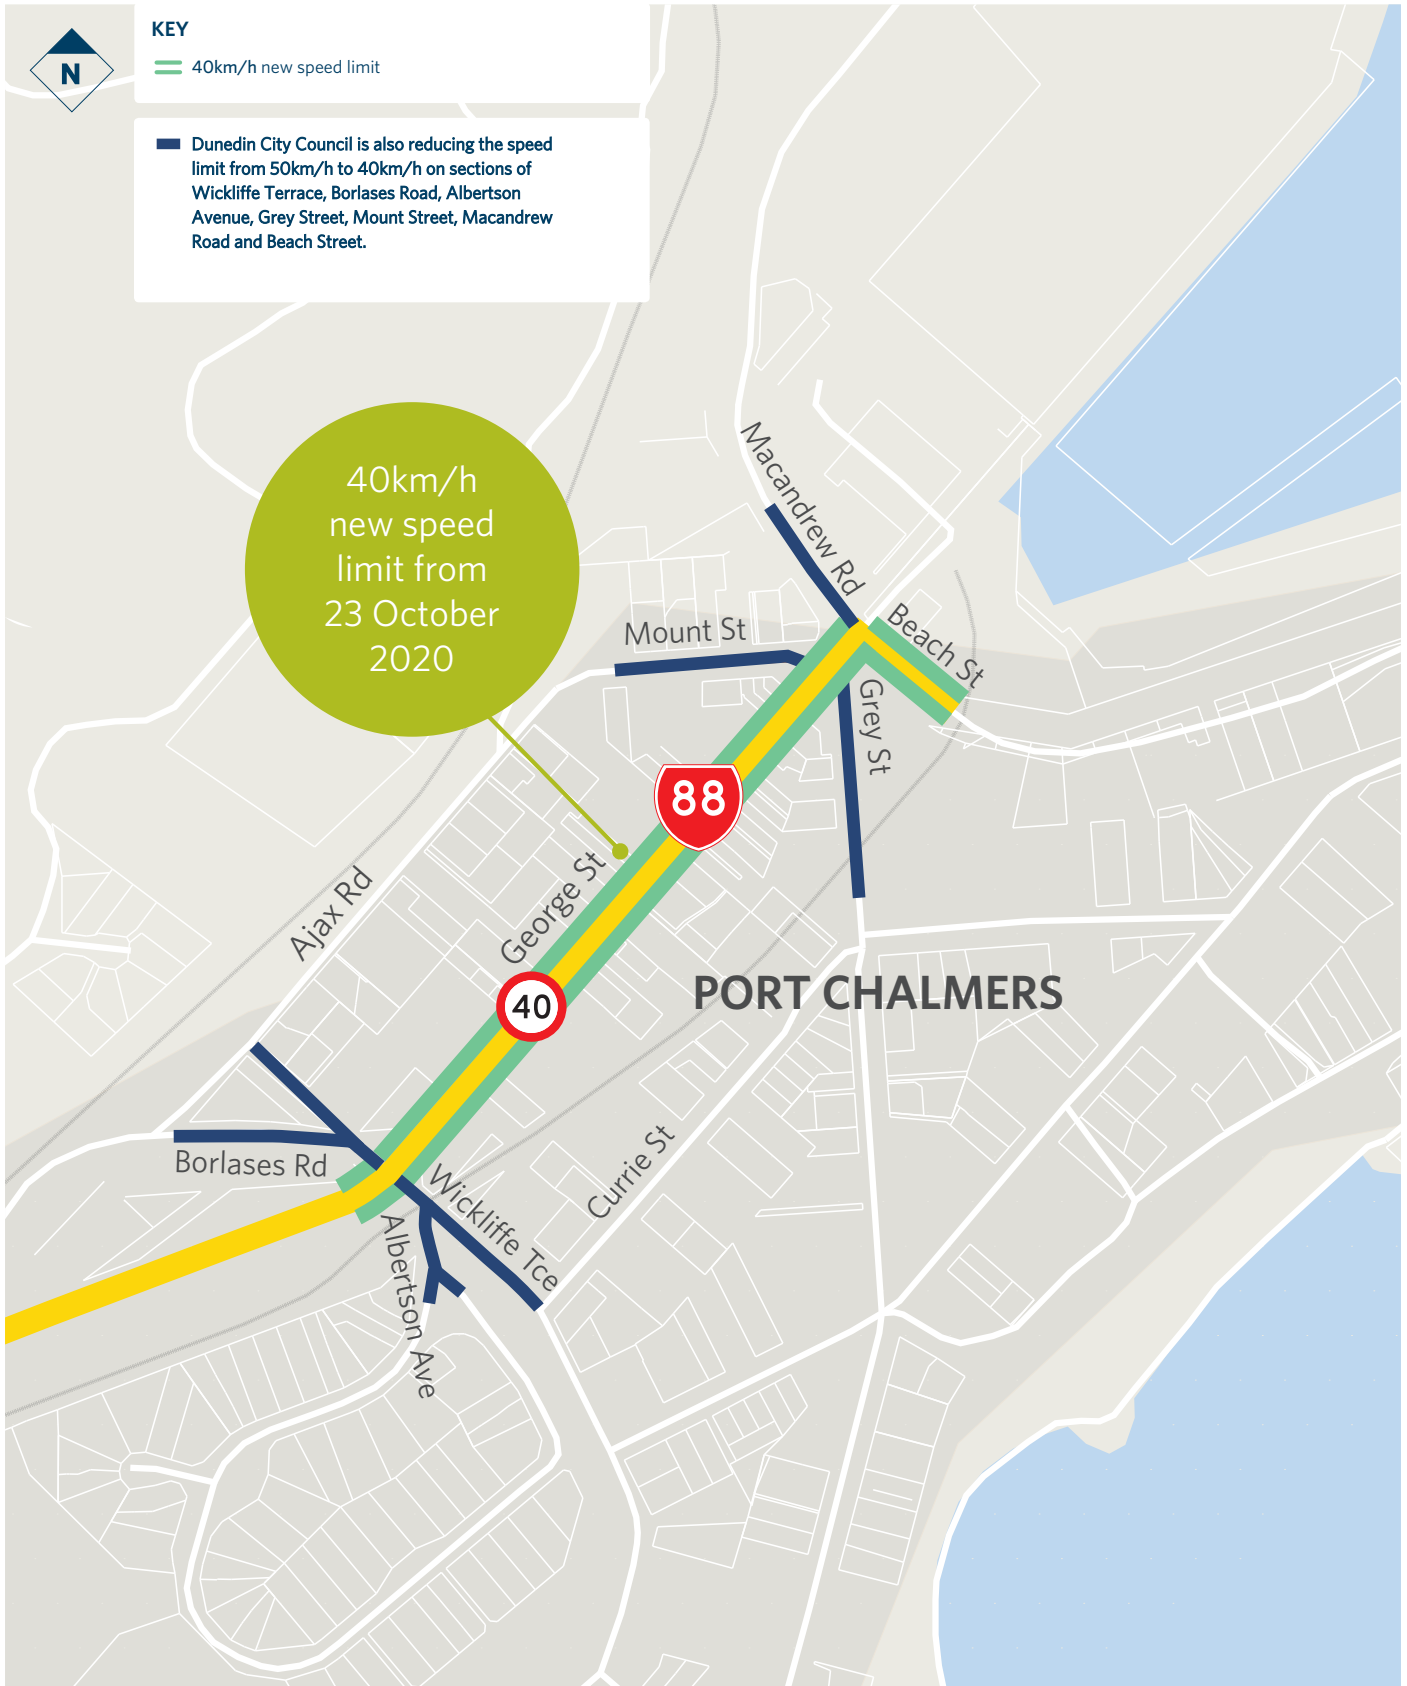 N
KEY
40km/h new speed limit
Dunedin City Council is also reducing the speed
limit from 50km/h to 40km/h on sections of
Wickliffe Terrace, Borlases Road, Albertson
Avenue, Grey Street, Mount Street, Macandrew
Road and Beach Street.
40km/h
new speed
limit from
23 October
2020
Macandrew Rd
Mount St
Beach St
Grey St
88
George St
Ajax Rd
40
PORT CHALMERS
Borlases Rd
Wickliffe Tce
Currie St
Albertson Ave